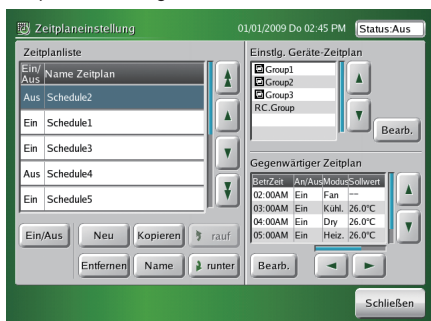 Zeitplaneinstellung 01/01/2009 Do 02:45 PM Status:Aus
Zeitplanliste
Ein/Aus Name Zeitplan
Aus Schedule2
Ein Schedule1
Ein Schedule3
Aus Schedule4
Ein Schedule5
Ein/Aus Neu Kopieren rauf
Entfernen Name runter
Einstlg. Geräte-Zeitplan
Group1
Group2
Group3
RC.Group
Bearb.
Gegenwärtiger Zeitplan
BetrZeit An/Aus Modus Sollwert
02:00AM Ein Fan --
03:00AM Ein Kühl. 26.0°C
04:00AM Ein Dry 26.0°C
05:00AM Ein Heiz. 26.0°C
Bearb.
Schließen